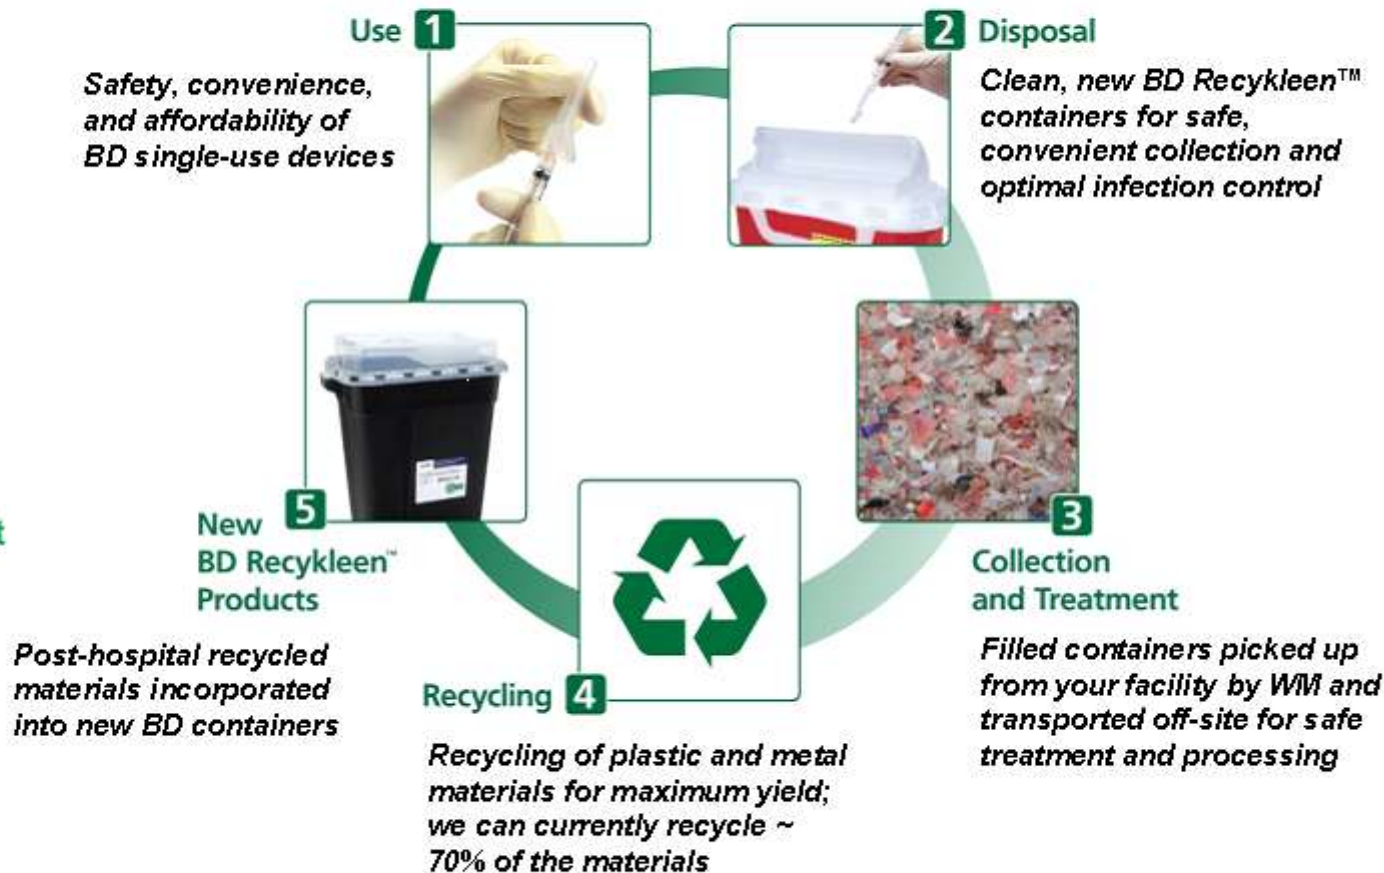 Use 1
Safety, convenience,
and affordability of
BD single-use devices
2 Disposal
Clean, new BD Recykleen™
containers for safe,
convenient collection and
optimal infection control
3
Collection
and Treatment
Filled containers picked up
from your facility by WM and
transported off-site for safe
treatment and processing
Recycling 4
Recycling of plastic and metal
materials for maximum yield;
we can currently recycle ~
70% of the materials
5
New
BD Recykleen™
Products
Post-hospital recycled
materials incorporated
into new BD containers
t